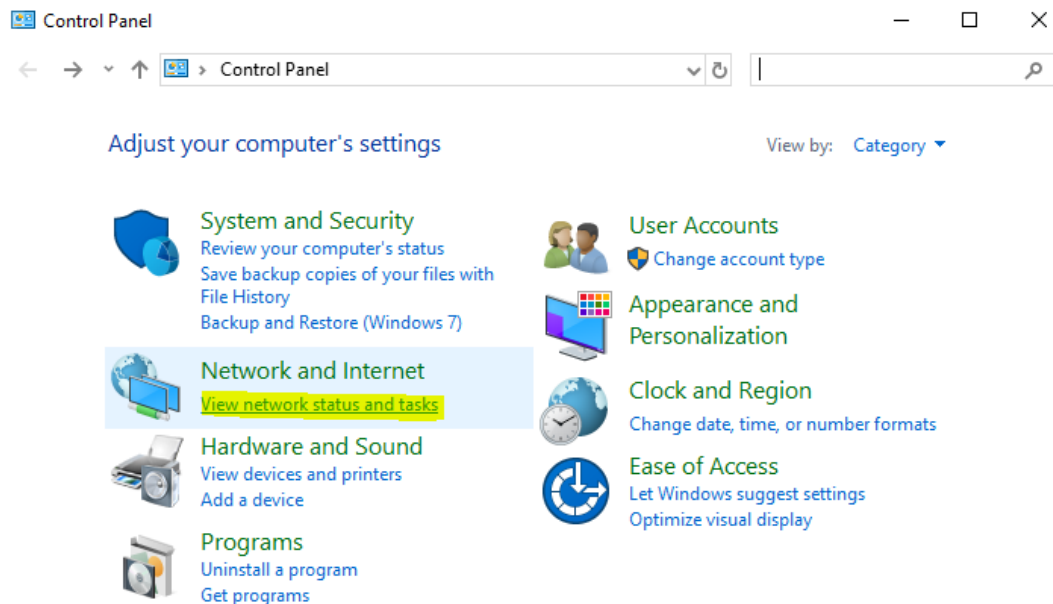 Control Panel
Control Panel
Adjust your computer's settings
View by: Category
System and Security
Review your computer's status
Save backup copies of your files with
File History
Backup and Restore (Windows 7)
Network and Internet
View network status and tasks
Hardware and Sound
View devices and printers
Add a device
Programs
Uninstall a program
Get programs
User Accounts
Change account type
Appearance and
Personalization
Clock and Region
Change date, time, or number formats
Ease of Access
Let Windows suggest settings
Optimize visual display